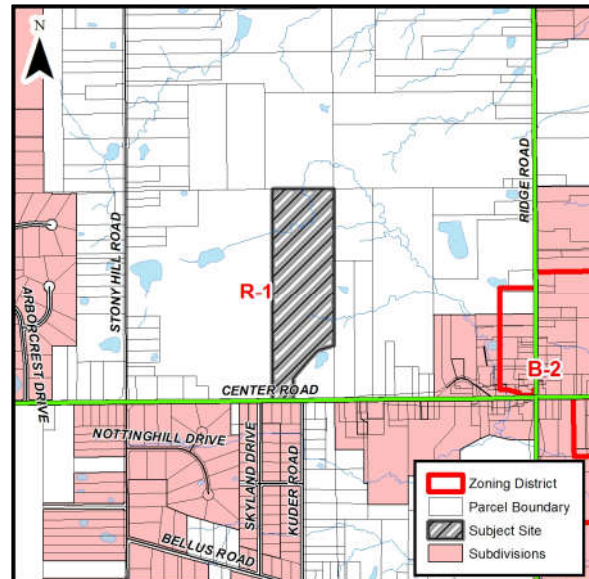 N
STONY HILL ROAD
RIDGE ROAD
R-1
ARBORCREST DRIVE
B-2
CENTER ROAD
NOTTINGHILL DRIVE
SKYLAND DRIVE
KUDER ROAD
BELLUS ROAD
Zoning District
Parcel Boundary
Subject Site
Subdivisions